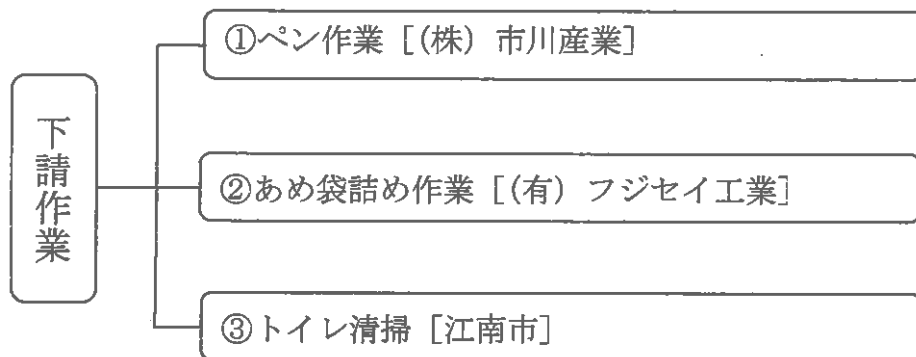 下請作業
①ペン作業［(株) 市川産業］
②あめ袋詰め作業［(有) フジセイ工業］
③トイレ清掃［江南市］